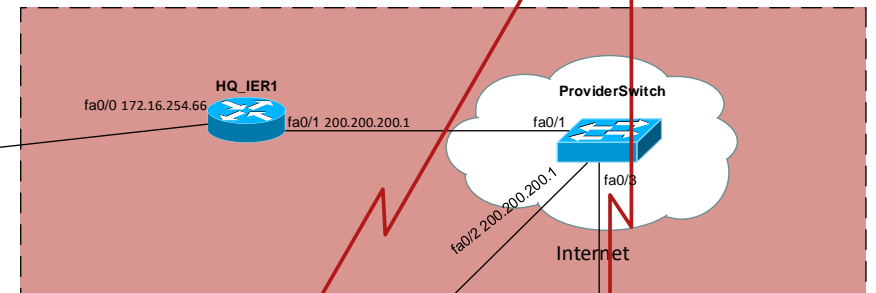 HQ_IER1
ProviderSwitch
fa0/0 172.16.254.66
fa0/1 200.200.200.1
fa0/1
fa0/3
fa0/2 200.200.200.1
Internet